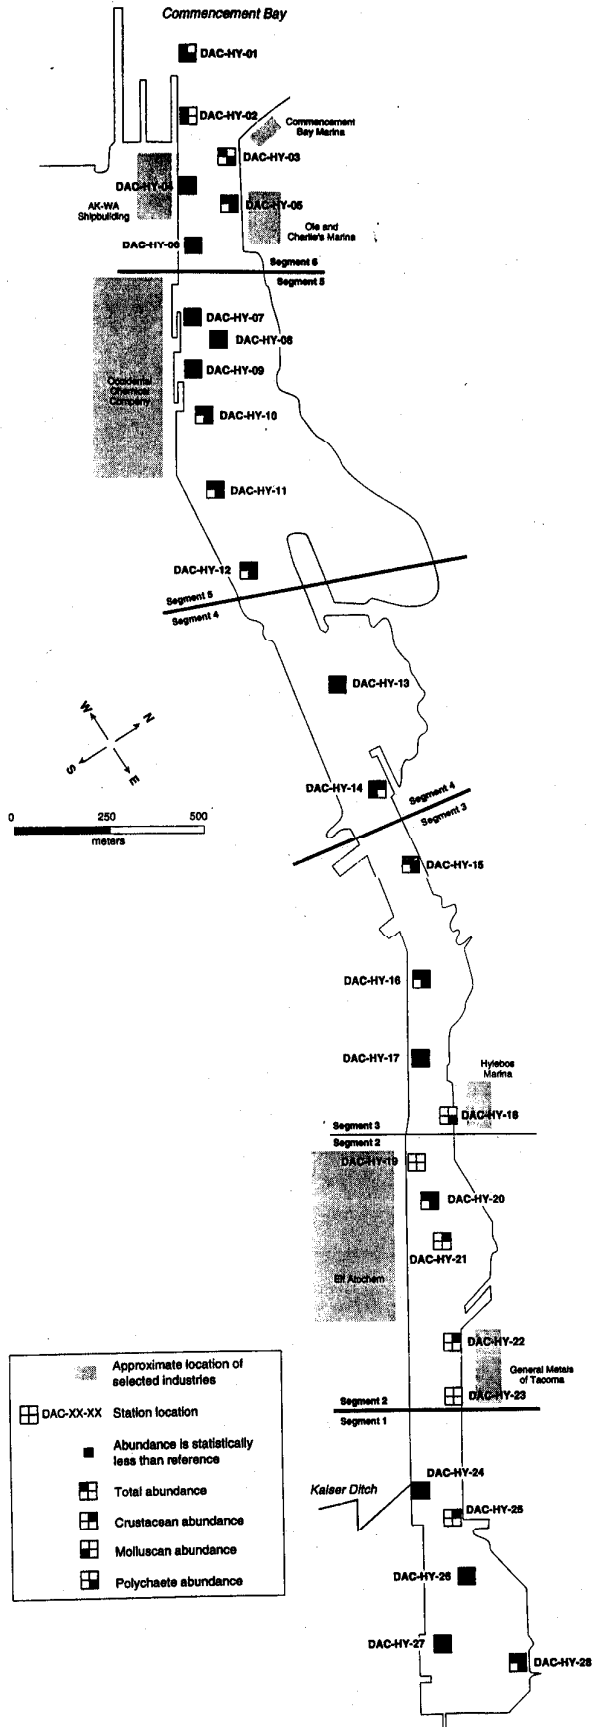 Commencement Bay
DAC-HY-01
DAC-HY-02
Commencement
Bay Marina
DAC-HY-03
DAC-HY-04
DAC-HY-05
AK-WA
Shipbuilding
Ole and
Charlie's Marina
DAC-HY-06
Segment 6
Segment 5
DAC-HY-07
DAC-HY-08
DAC-HY-09
Occidental
Chemical
Company
DAC-HY-10
DAC-HY-11
DAC-HY-12
Segment 5
Segment 4
DAC-HY-13
W
N
S
E
DAC-HY-14
Segment 4
Segment 3
0 250 500
meters
DAC-HY-15
DAC-HY-16
DAC-HY-17
Hylebos
Marina
DAC-HY-18
Segment 3
Segment 2
DAC-HY-19
DAC-HY-20
DAC-HY-21
Elf Atochem
DAC-HY-22
General Metals
of Tacoma
DAC-HY-23
Segment 2
Segment 1
DAC-HY-24
Kaiser Ditch
DAC-HY-25
DAC-HY-26
DAC-HY-27
DAC-HY-28
Approximate location of
selected industries
DAC-XX-XX Station location
Abundance is statistically
less than reference
Total abundance
Crustacean abundance
Molluscan abundance
Polychaete abundance